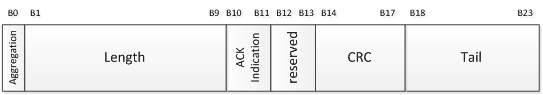 B0 B1 B9 B10 B11 B12 B13 B14 B17 B18 B23
Aggregation
Length
ACK
Indication
reserved
CRC
Tail